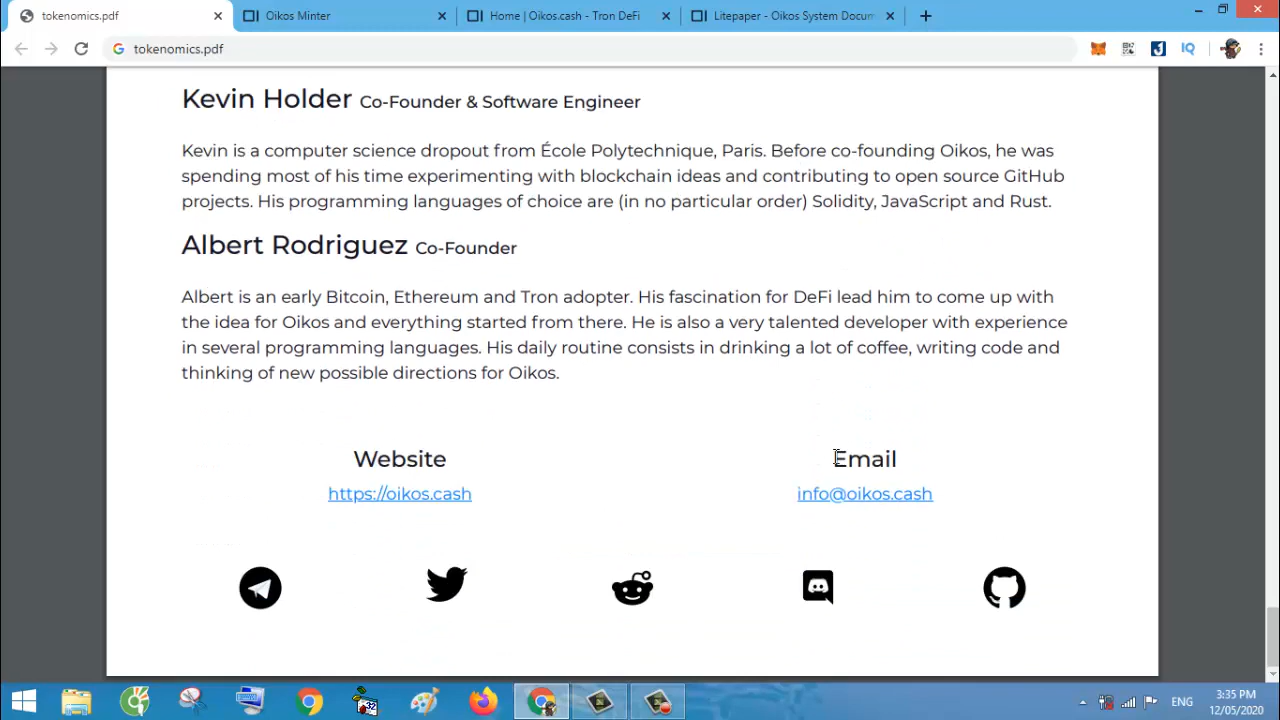 tokenomics.pdf
Oikos Minter
Home | Oikos.cash - Tron DeFi
Litepaper - Oikos System Docum
tokenomics.pdf
IQ
Kevin Holder Co-Founder & Software Engineer
Kevin is a computer science dropout from École Polytechnique, Paris. Before co-founding Oikos, he was
spending most of his time experimenting with blockchain ideas and contributing to open source GitHub
projects. His programming languages of choice are (in no particular order) Solidity, JavaScript and Rust.
Albert Rodriguez Co-Founder
Albert is an early Bitcoin, Ethereum and Tron adopter. His fascination for DeFi lead him to come up with
the idea for Oikos and everything started from there. He is also a very talented developer with experience
in several programming languages. His daily routine consists in drinking a lot of coffee, writing code and
thinking of new possible directions for Oikos.
Website
https://oikos.cash
Email
info@oikos.cash
ENG
3:35 PM
12/05/2020